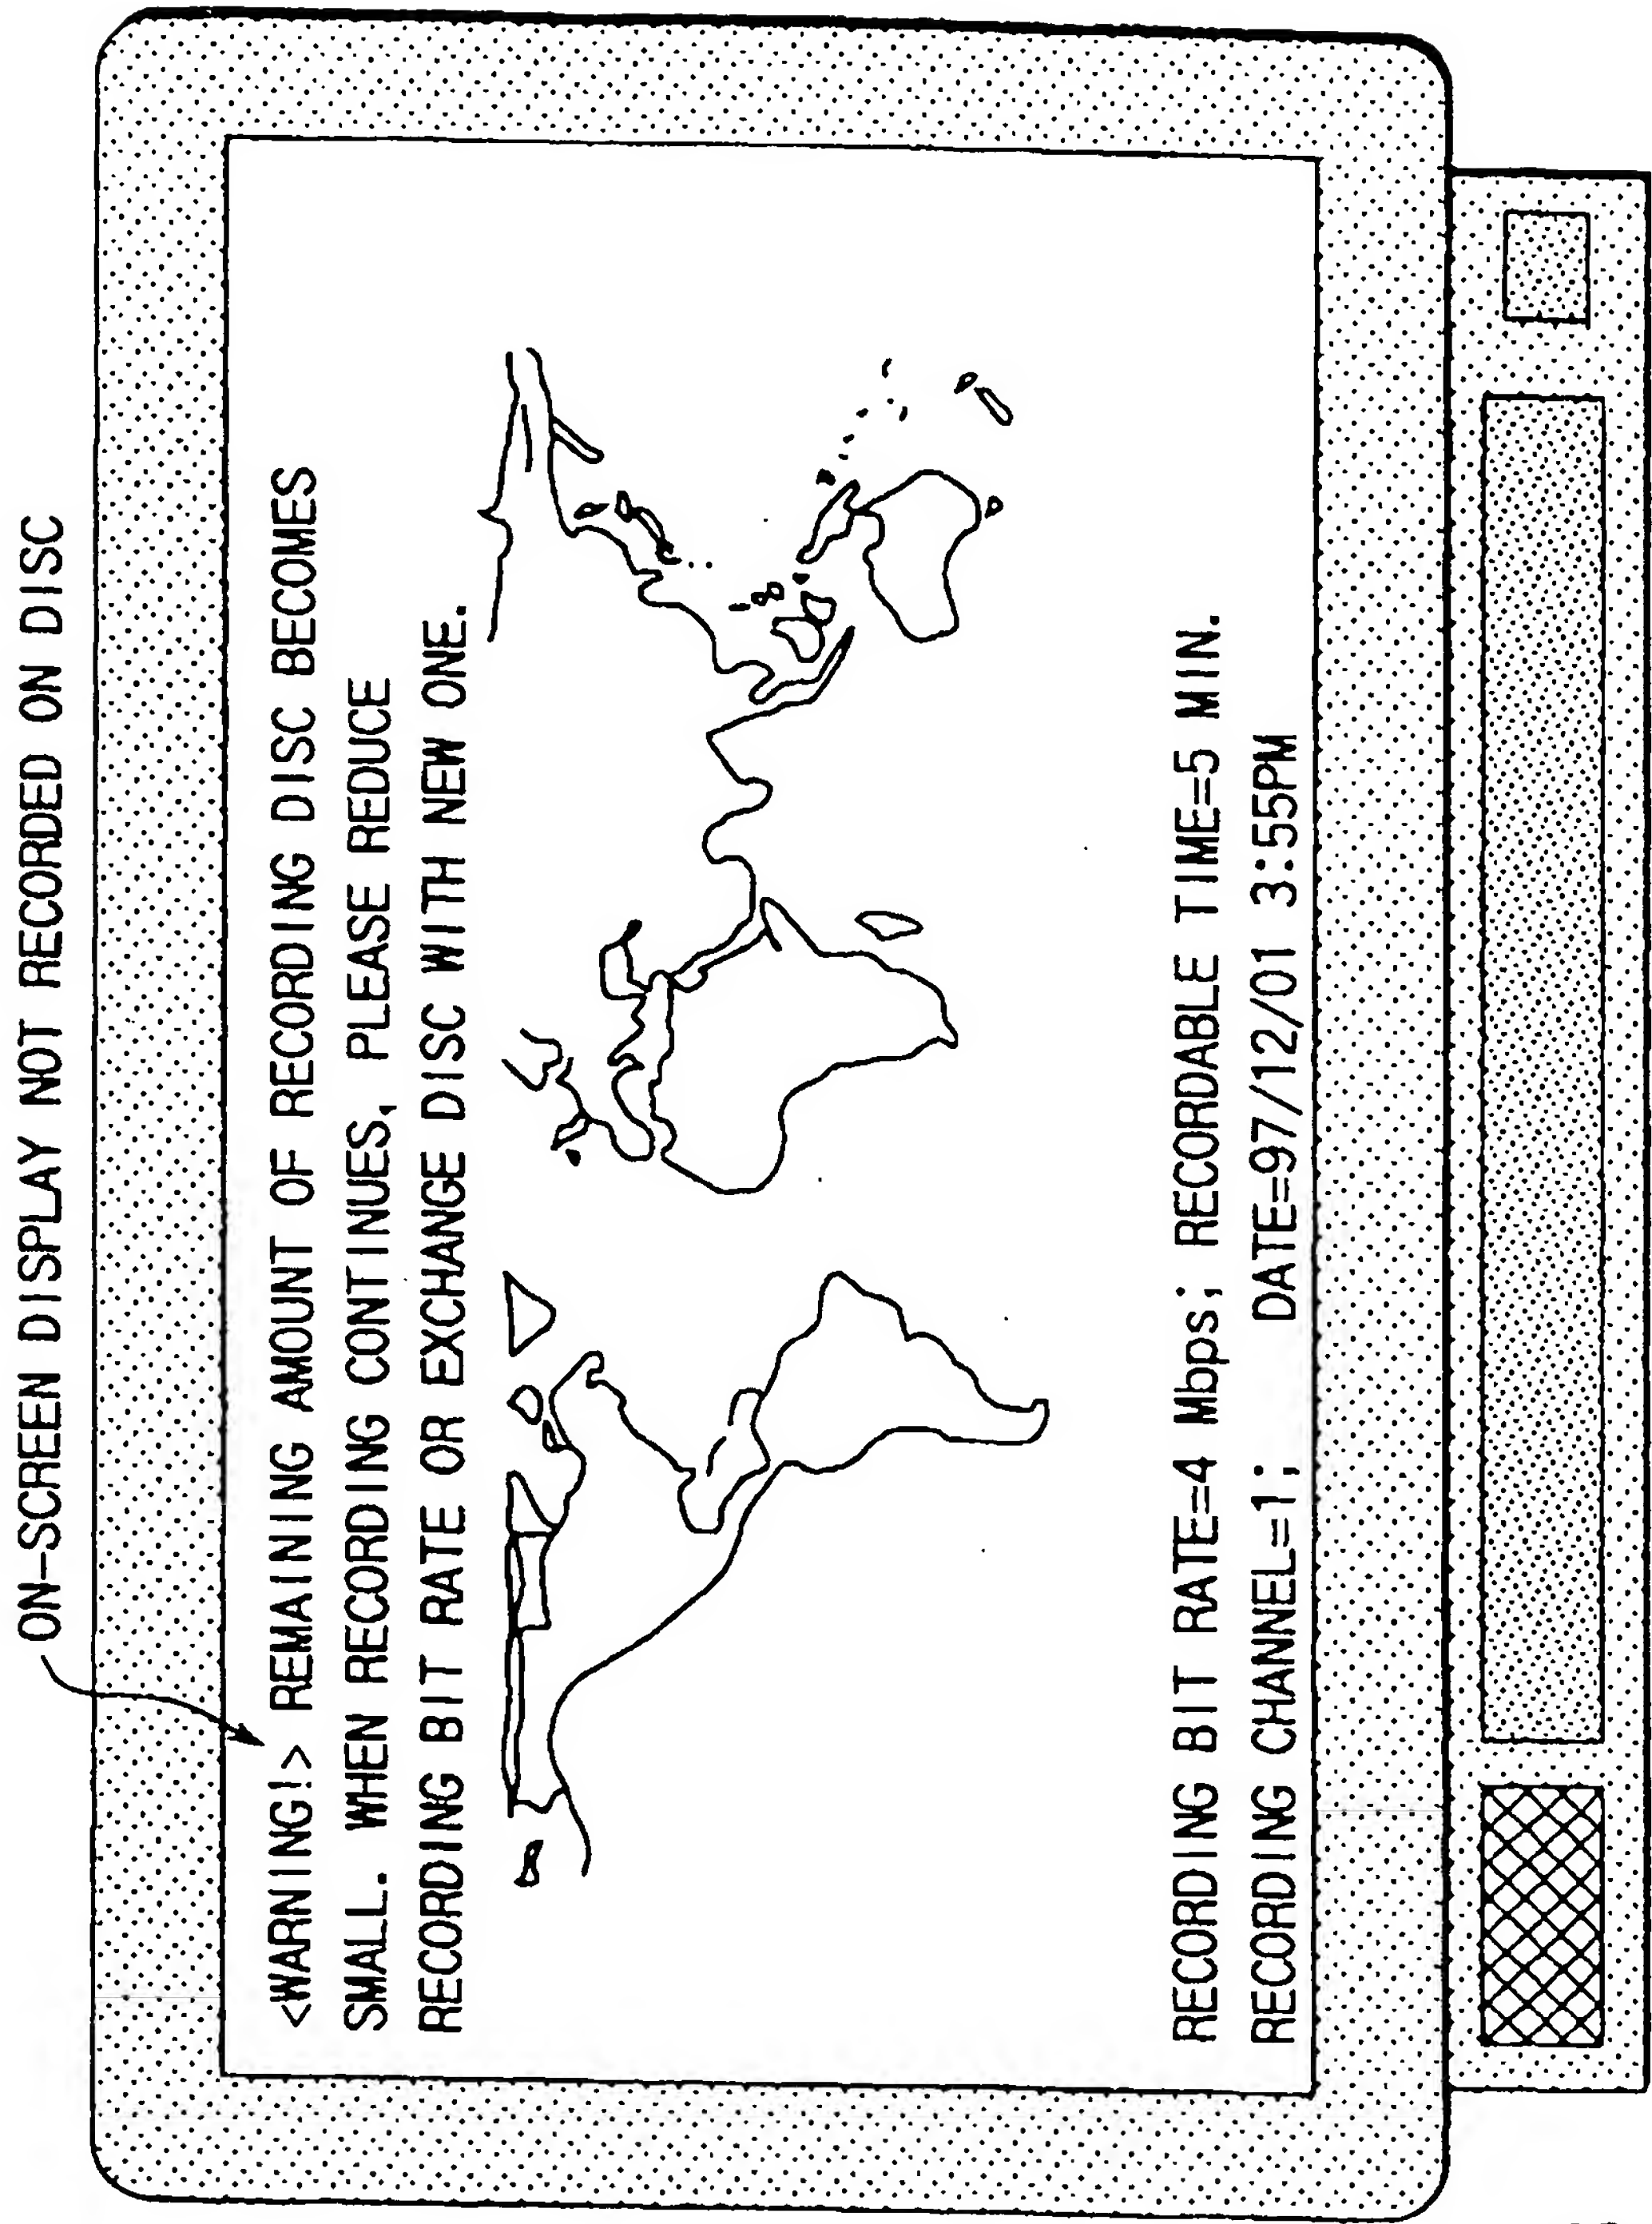 ON-SCREEN DISPLAY NOT RECORDED ON DISC
<WARNING!> REMAINING AMOUNT OF RECORDING DISC BECOMES
SMALL. WHEN RECORDING CONTINUES, PLEASE REDUCE
RECORDING BIT RATE OR EXCHANGE DISC WITH NEW ONE.
RECORDING BIT RATE=4 Mbps; RECORDABLE TIME=5 MIN.
RECORDING CHANNEL=1; DATE=97/12/01 3:55PM